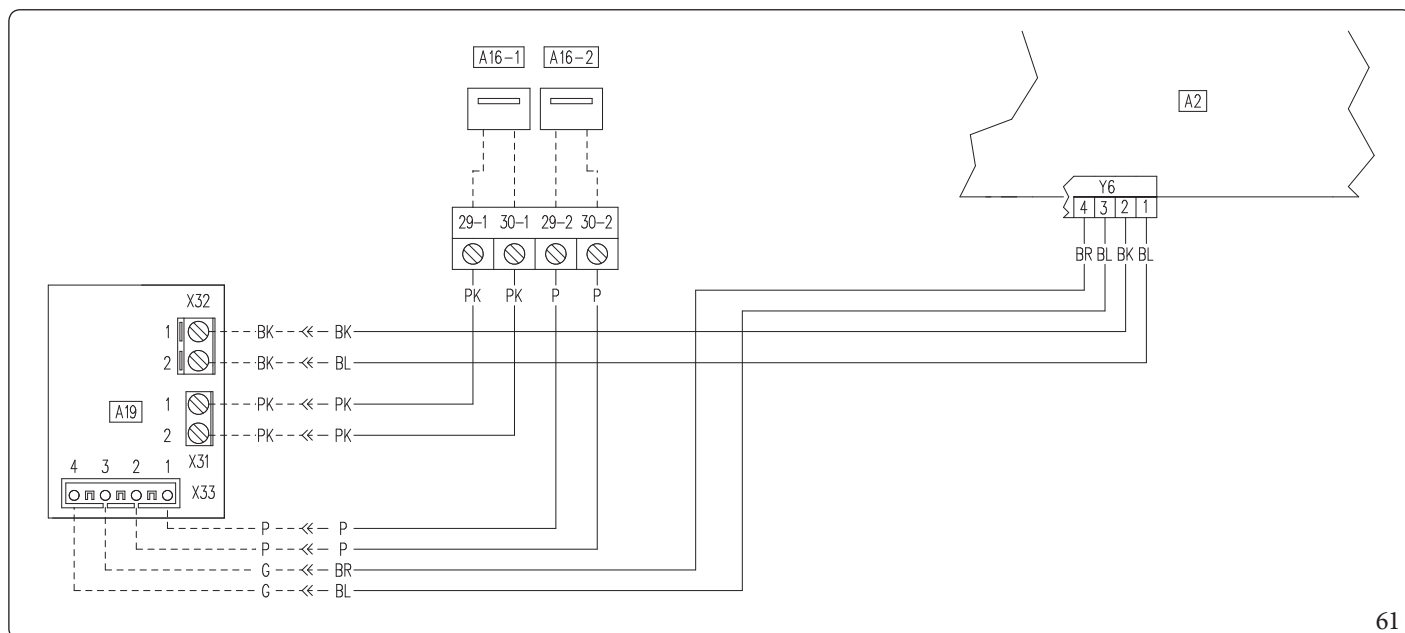 A16-1 A16-2
A2
Y6
4 3 2 1
29-1 30-1 29-2 30-2
BR BL BK BL
PK PK P P
X32
1 BK BK
2 BK BL
A19
1 PK PK
2 PK PK
X31
4 3 2 1
X33
P P
P P
G BR
G BL
61